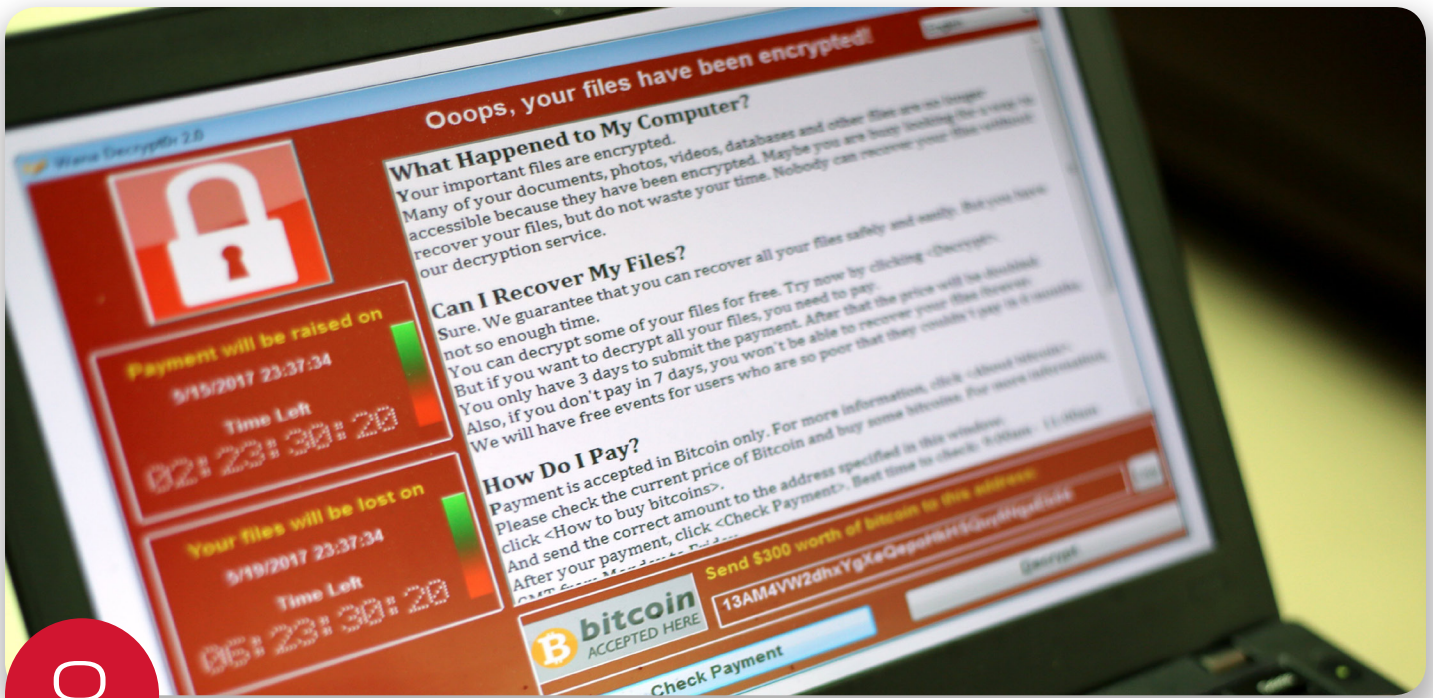 Wana Decrypt0r 2.0
Ooops, your files have been encrypted!
Payment will be raised on
5/15/2017 23:37:34
Time Left
02:23:30:20
Your files will be lost on
5/19/2017 23:37:34
Time Left
06:23:30:20
What Happened to My Computer?
Your important files are encrypted.
Many of your documents, photos, videos, databases and other files are no longer
accessible because they have been encrypted. Maybe you are busy looking for a way to
recover your files, but do not waste your time. Nobody can recover your files without
our decryption service.
Can I Recover My Files?
Sure. We guarantee that you can recover all your files safely and easily. But you have
not so enough time.
You can decrypt some of your files for free. Try now by clicking <Decrypt>.
But if you want to decrypt all your files, you need to pay.
You only have 3 days to submit the payment. After that the price will be doubled.
Also, if you don't pay in 7 days, you won't be able to recover your files forever.
We will have free events for users who are so poor that they couldn't pay in 6 months.
How Do I Pay?
Payment is accepted in Bitcoin only. For more information, click <About bitcoin>.
Please check the current price of Bitcoin and buy some bitcoins. For more information,
click <How to buy bitcoins>.
And send the correct amount to the address specified in this window.
After your payment, click <Check Payment>. Best time to check: 9:00am - 11:00am
GMT from Monday to Friday
bitcoin
ACCEPTED HERE
Send $300 worth of bitcoin to this address:
Check Payment
Decrypt